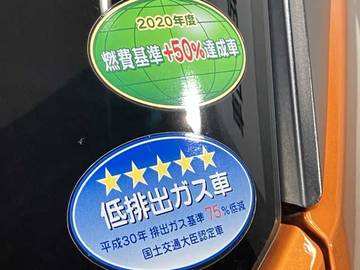 2020年度
燃費基準+50%達成車
★★★★★
低排出ガス車
平成30年 排出ガス基準 75%低減
国土交通大臣認定車